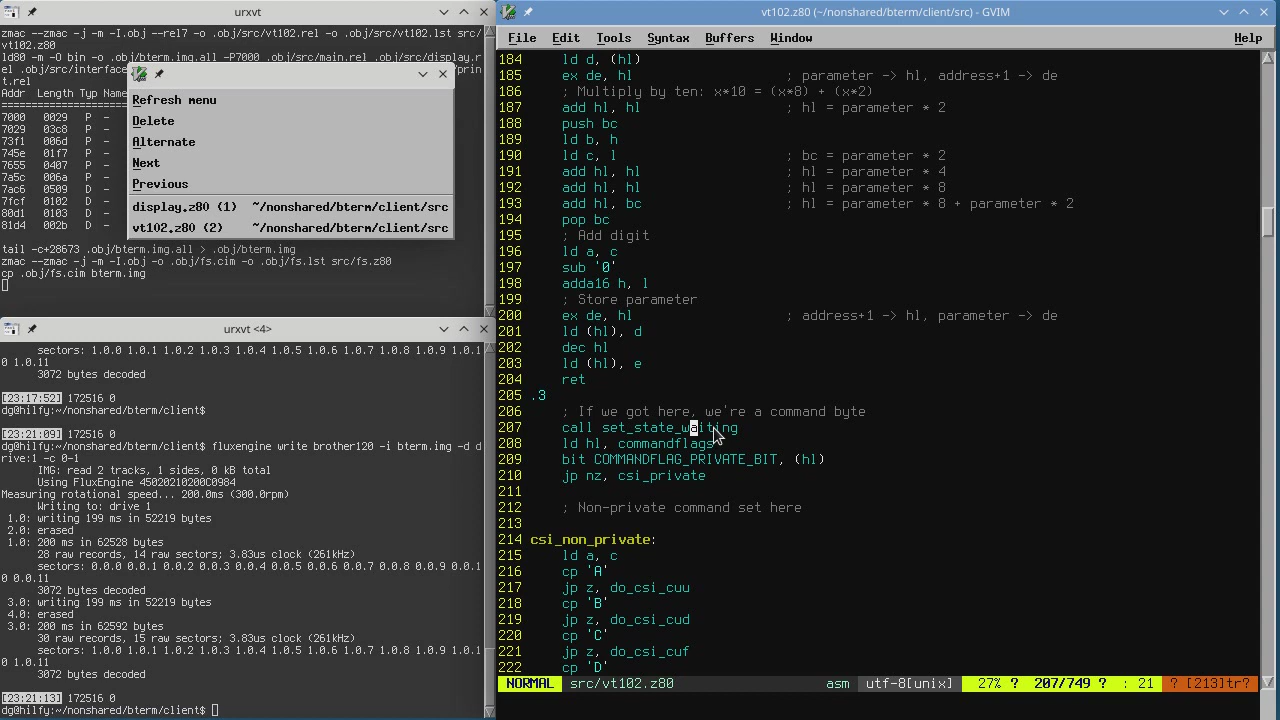 urxvt
zmac --zmac -j -m -I.obj --rel7 -o .obj/src/vt102.rel -o .obj/src/vt102.lst src/
vt102.z80
ld80 -m -O bin -o .obj/bterm.img.all -P7000 .obj/src/main.rel .obj/src/display.r
el .obj/src/interface
t.rel
Addr Length Typ Name
7000 0029 P -
7029 03c8 P -
73f1 006d P -
745e 01f7 P -
7655 0407 P -
7a5c 006a P -
7ac6 0509 D -
7fcf 0102 D -
80d1 0103 D -
81d4 002b D -
tail -c+28673 .obj/bterm.img.all > .obj/bterm.img
zmac --zmac -j -m -I.obj -o .obj/fs.cim -o .obj/fs.lst src/fs.z80
cp .obj/fs.cim bterm.img
Refresh menu
Delete
Alternate
Next
Previous
display.z80 (1) ~/nonshared/bterm/client/src
vt102.z80 (2) ~/nonshared/bterm/client/src
urxvt <4>
sectors: 1.0.0 1.0.1 1.0.2 1.0.3 1.0.4 1.0.5 1.0.6 1.0.7 1.0.8 1.0.9 1.0.1
0 1.0.11
3072 bytes decoded
[23:17:52] 172516 0
dg@hilfy:~/nonshared/bterm/client$
[23:21:09] 172516 0
dg@hilfy:~/nonshared/bterm/client$ fluxengine write brother120 -i bterm.img -d d
rive:1 -c 0-1
IMG: read 2 tracks, 1 sides, 0 kB total
Using FluxEngine 45020210200C0984
Measuring rotational speed... 200.0ms (300.0rpm)
Writing to: drive 1
1.0: writing 199 ms in 52219 bytes
2.0: erased
1.0: 200 ms in 62528 bytes
28 raw records, 14 raw sectors; 3.83us clock (261kHz)
sectors: 0.0.0 0.0.1 0.0.2 0.0.3 0.0.4 0.0.5 0.0.6 0.0.7 0.0.8 0.0.9 0.0.1
0 0.0.11
3072 bytes decoded
3.0: writing 199 ms in 52219 bytes
4.0: erased
3.0: 200 ms in 62592 bytes
30 raw records, 15 raw sectors; 3.83us clock (261kHz)
sectors: 1.0.0 1.0.1 1.0.2 1.0.3 1.0.4 1.0.5 1.0.6 1.0.7 1.0.8 1.0.9 1.0.1
0 1.0.11
3072 bytes decoded
[23:21:13] 172516 0
dg@hilfy:~/nonshared/bterm/client$
vt102.z80 (~/nonshared/bterm/client/src) - GVIM
File Edit Tools Syntax Buffers Window Help
184 ld d, (hl)
185 ex de, hl ; parameter -> hl, address+1 -> de
186 ; Multiply by ten: x*10 = (x*8) + (x*2)
187 add hl, hl ; hl = parameter * 2
188 push bc
189 ld b, h
190 ld c, l ; bc = parameter * 2
191 add hl, hl ; hl = parameter * 4
192 add hl, hl ; hl = parameter * 8
193 add hl, bc ; hl = parameter * 8 + parameter * 2
194 pop bc
195 ; Add digit
196 ld a, c
197 sub '0'
198 adda16 h, l
199 ; Store parameter
200 ex de, hl ; address+1 -> hl, parameter -> de
201 ld (hl), d
202 dec hl
203 ld (hl), e
204 ret
205 .3
206 ; If we got here, we're a command byte
207 call set_state_waiting
208 ld hl, commandflags
209 bit COMMANDFLAG_PRIVATE_BIT, (hl)
210 jp nz, csi_private
211
212 ; Non-private command set here
213
214 csi_non_private:
215 ld a, c
216 cp 'A'
217 jp z, do_csi_cuu
218 cp 'B'
219 jp z, do_csi_cud
220 cp 'C'
221 jp z, do_csi_cuf
222 cp 'D'
NORMAL src/vt102.z80 asm utf-8[unix] 27% ? 207/749 ? : 21 ? [213]tr?